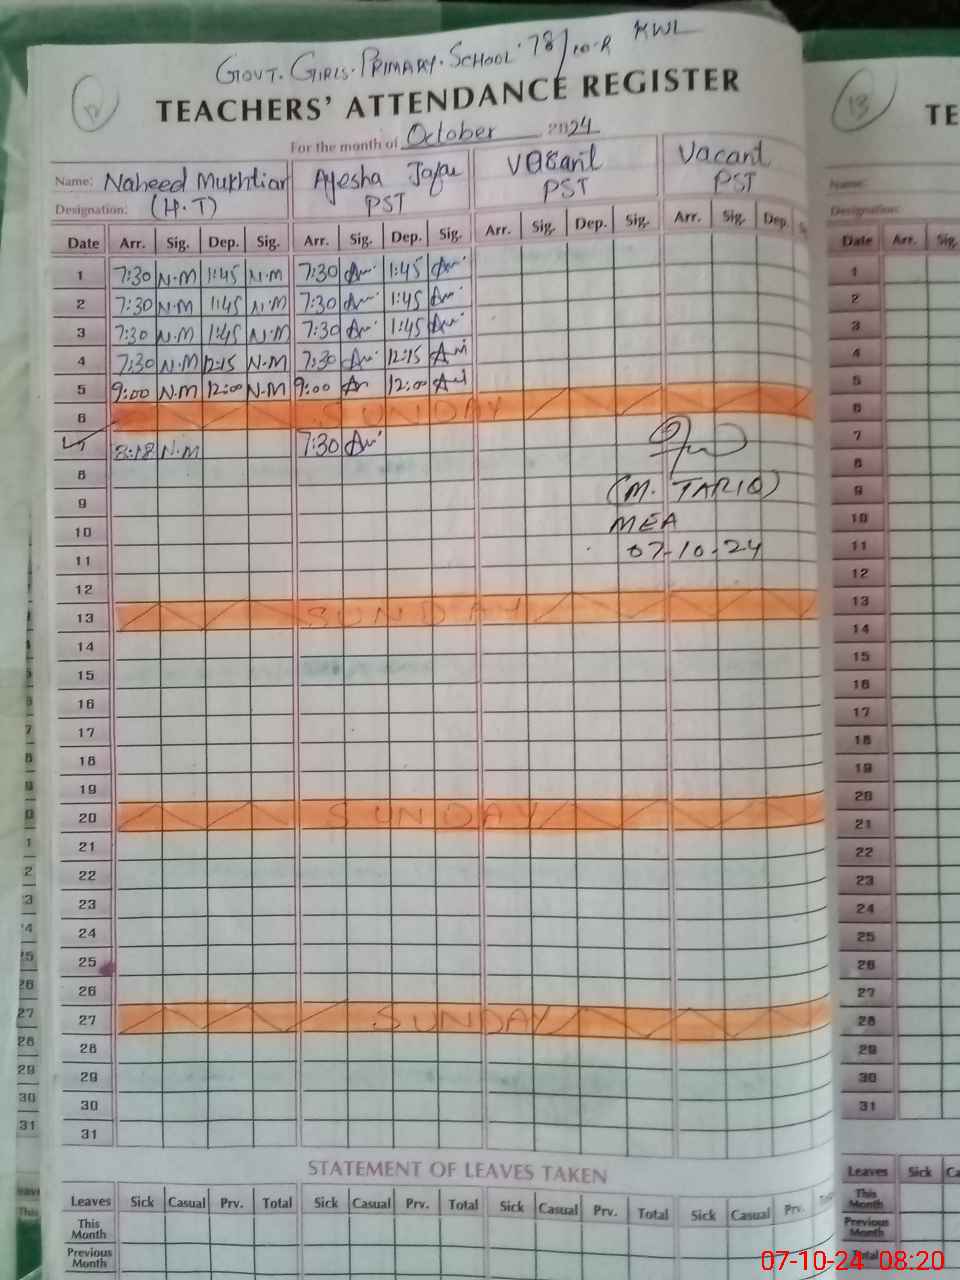 GOVT. GIRLS. PRIMARY. SCHOOL. 78/10-R KWL
12
TEACHERS' ATTENDANCE REGISTER
For the month of October 2024
Name: Naheed Mukhtiar Ayesha Vacant Vacant
Designation: (H.T) PST PST PST
Date Arr. Sig. Dep. Sig. Arr. Sig. Dep. Sig. Arr. Sig. Dep. Sig. Arr. Sig. Dep. S
1 7:30 N.M 1:45 N.M 7:30 1:45
2 7:30 N.M 1:45 N.M 7:30 1:45
3 7:30 N.M 1:45 N.M 7:30 1:45
4 7:30 N.M 12:15 N.M 7:30 12:15
5 9:00 N.M 12:00 N.M 9:00 12:00
6 SUNDAY
7 8:18 N.M 7:30
8
9 (M. TARIQ)
10 MEA
11 07-10-24
12
13 SUNDAY
14
15
16
17
18
19
20 SUNDAY
21
22
23
24
25
26
27 SUNDAY
28
29
30
31
STATEMENT OF LEAVES TAKEN
Leaves Sick Casual Prv. Total Sick Casual Prv. Total Sick Casual Prv. Total Sick Casual Prv.
This Month
Previous Month
13
TE
Name:
Designation:
Date Arr. Sig.
1
2
3
4
5
6
7
8
9
10
11
12
13
14
15
16
17
18
19
20
21
22
23
24
25
26
27
28
29
30
31
Leaves Sick Ca
This Month
Previous Month
Total
07-10-24 08:20